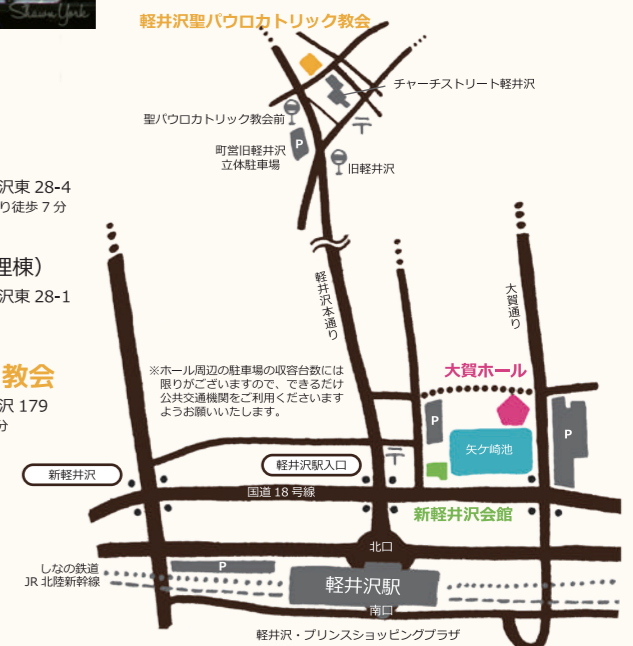 Shawn York
軽井沢聖パウロカトリック教会
チャーチストリート軽井沢
聖パウロカトリック教会前
〒
P
町営旧軽井沢
立体駐車場
旧軽井沢
沢東 28-4
り徒歩 7 分
理棟）
沢東 28-1
軽井沢本通り
大賀通り
教会
沢 179
分
※ホール周辺の駐車場の収容台数には
限りがございますので、できるだけ
公共交通機関をご利用くださいます
ようお願いいたします。
大賀ホール
P
P
矢ケ崎池
〒
新軽井沢
軽井沢駅入口
国道 18 号線
新軽井沢会館
北口
しなの鉄道
JR 北陸新幹線
P
軽井沢駅
南口
軽井沢・プリンスショッピングプラザ